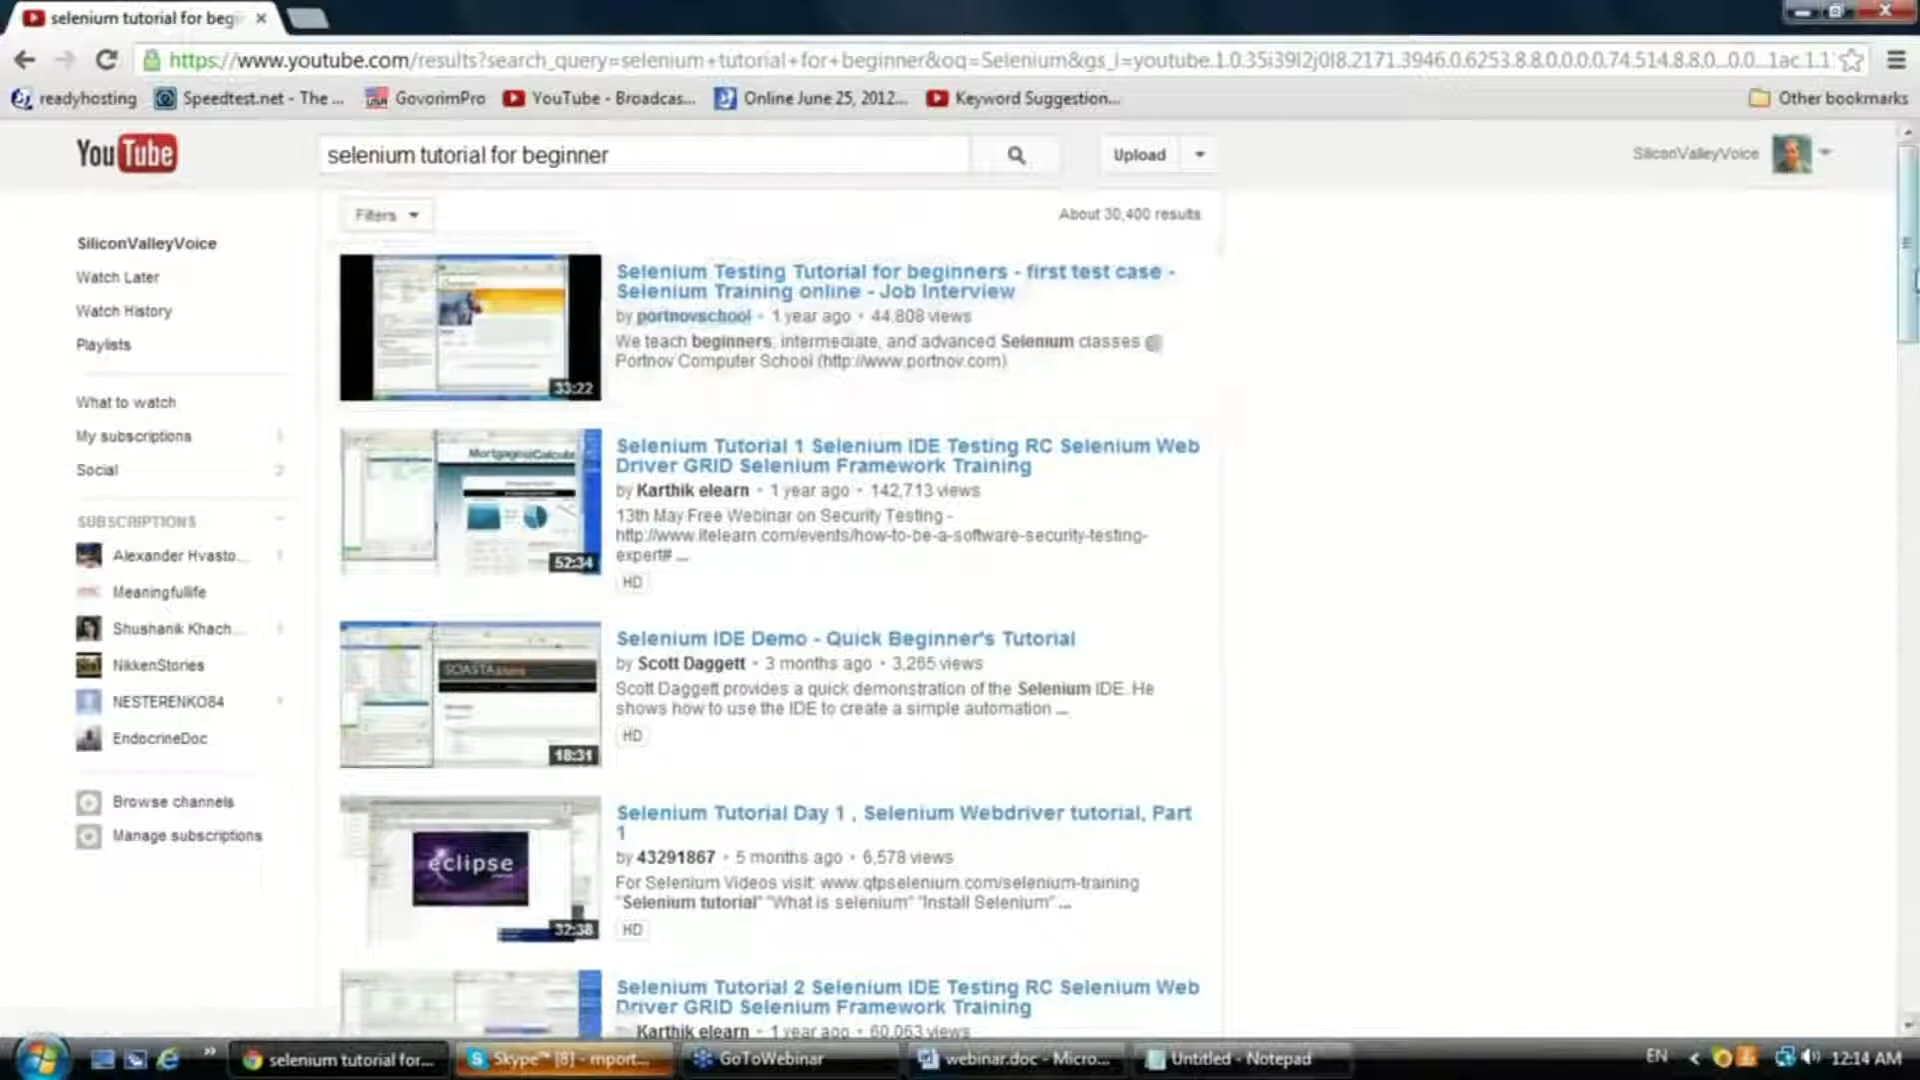 selenium tutorial for begi
https://www.youtube.com/results?search_query=selenium+tutorial+for+beginner&oq=Selenium&gs_l=youtube.1.0.35i39l2j0l8.2171.3946.0.6253.8.8.0.0.0.0.74.514.8.8.0...0.0...1ac.1.1
readyhosting
Speedtest.net - The ...
GovorimPro
YouTube - Broadcas...
Online June 25, 2012...
Keyword Suggestion...
Other bookmarks
YouTube
selenium tutorial for beginner
Upload
SiliconValleyVoice
Filters
About 30,400 results
SiliconValleyVoice
Watch Later
Watch History
Playlists
What to watch
My subscriptions
Social
SUBSCRIPTIONS
Alexander Hvasto...
Meaningfullife
Shushanik Khach...
NikkenStories
NESTERENKO84
EndocrineDoc
Browse channels
Manage subscriptions
33:22
Selenium Testing Tutorial for beginners - first test case -
Selenium Training online - Job Interview
by portnovschool · 1 year ago · 44,808 views
We teach beginners, intermediate, and advanced Selenium classes @
Portnov Computer School (http://www.portnov.com)
52:34
Selenium Tutorial 1 Selenium IDE Testing RC Selenium Web
Driver GRID Selenium Framework Training
by Karthik elearn · 1 year ago · 142,713 views
13th May Free Webinar on Security Testing -
http://www.itelearn.com/events/how-to-be-a-software-security-testing-
expert# ...
HD
SOASTA
18:31
Selenium IDE Demo - Quick Beginner's Tutorial
by Scott Daggett · 3 months ago · 3,265 views
Scott Daggett provides a quick demonstration of the Selenium IDE. He
shows how to use the IDE to create a simple automation ...
HD
eclipse
32:38
Selenium Tutorial Day 1 , Selenium Webdriver tutorial, Part
1
by 43291867 · 5 months ago · 6,578 views
For Selenium Videos visit: www.qtpselenium.com/selenium-training
"Selenium tutorial" "What is selenium" "Install Selenium" ...
HD
Selenium Tutorial 2 Selenium IDE Testing RC Selenium Web
Driver GRID Selenium Framework Training
Karthik elearn · 1 year ago · 60,063 views
selenium tutorial for...
Skype™ [8] - mport...
GoToWebinar
webinar.doc - Micro...
Untitled - Notepad
EN
12:14 AM